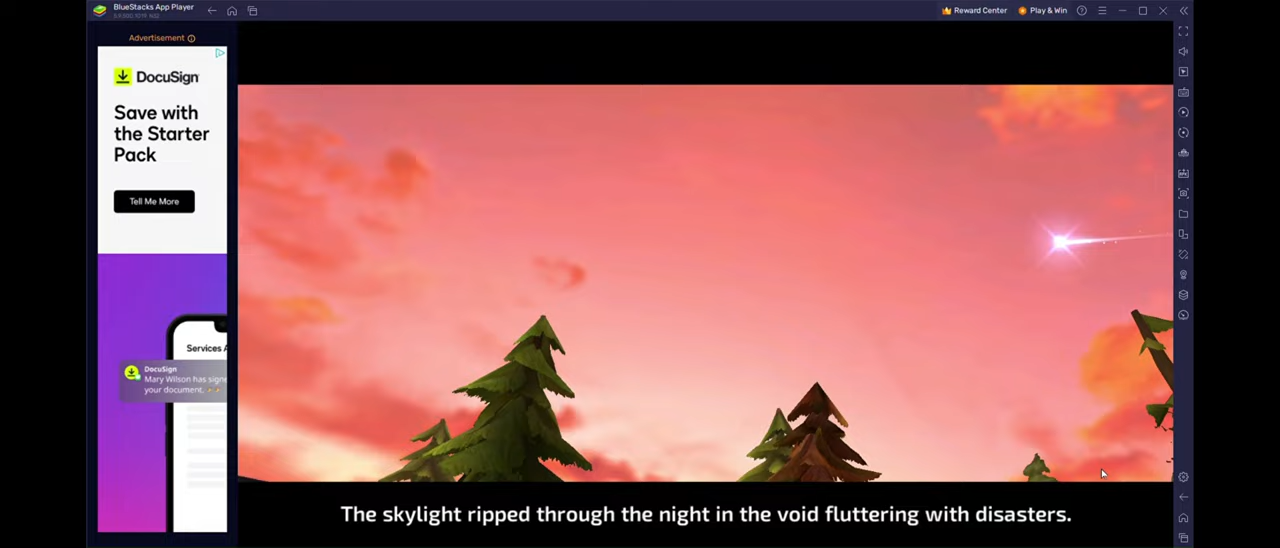 BlueStacks App Player
Reward Center
Play & Win
Advertisement
DocuSign
Save with
the Starter
Pack
Tell Me More
Services A
DocuSign
Mary Wilson has signe
your document.
The skylight ripped through the night in the void fluttering with disasters.